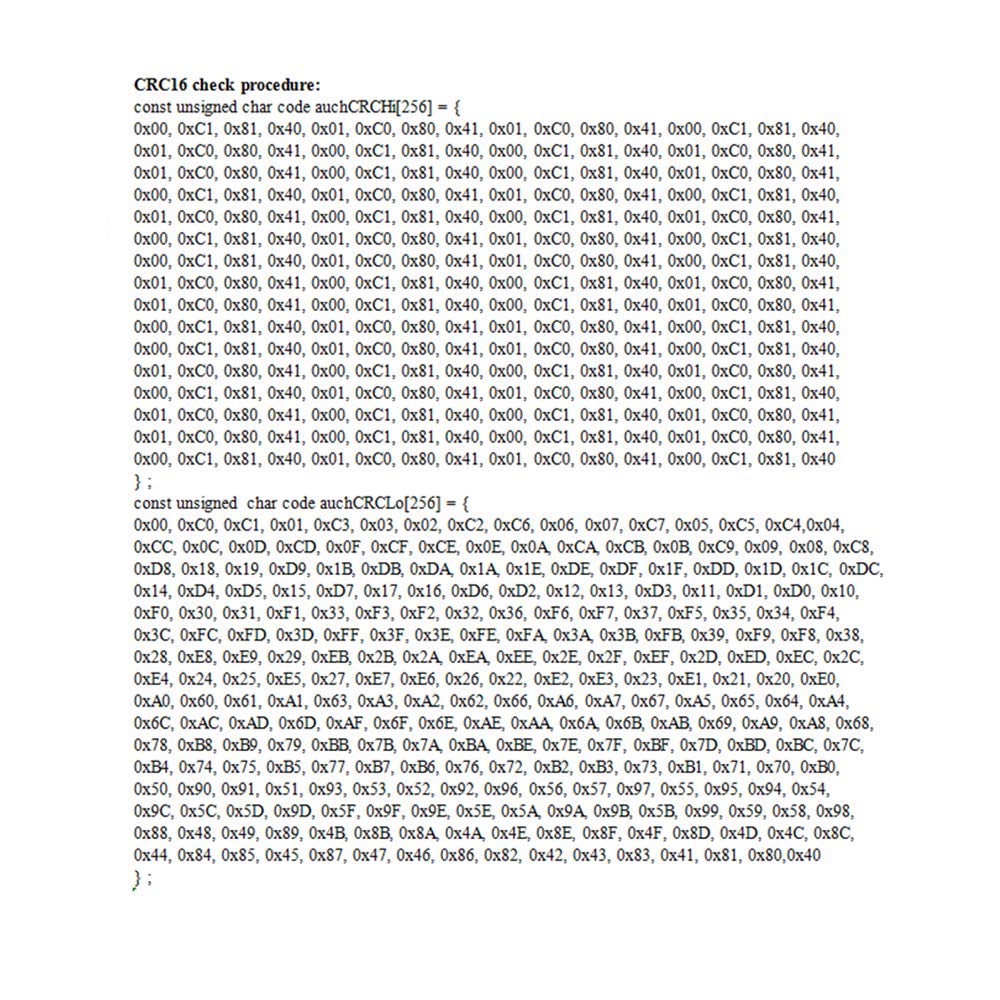 CRC16 check procedure:
const unsigned char code auchCRCHi[256] = {
0x00, 0xC1, 0x81, 0x40, 0x01, 0xC0, 0x80, 0x41, 0x01, 0xC0, 0x80, 0x41, 0x00, 0xC1, 0x81, 0x40,
0x01, 0xC0, 0x80, 0x41, 0x00, 0xC1, 0x81, 0x40, 0x00, 0xC1, 0x81, 0x40, 0x01, 0xC0, 0x80, 0x41,
0x01, 0xC0, 0x80, 0x41, 0x00, 0xC1, 0x81, 0x40, 0x00, 0xC1, 0x81, 0x40, 0x01, 0xC0, 0x80, 0x41,
0x00, 0xC1, 0x81, 0x40, 0x01, 0xC0, 0x80, 0x41, 0x01, 0xC0, 0x80, 0x41, 0x00, 0xC1, 0x81, 0x40,
0x01, 0xC0, 0x80, 0x41, 0x00, 0xC1, 0x81, 0x40, 0x00, 0xC1, 0x81, 0x40, 0x01, 0xC0, 0x80, 0x41,
0x00, 0xC1, 0x81, 0x40, 0x01, 0xC0, 0x80, 0x41, 0x01, 0xC0, 0x80, 0x41, 0x00, 0xC1, 0x81, 0x40,
0x00, 0xC1, 0x81, 0x40, 0x01, 0xC0, 0x80, 0x41, 0x01, 0xC0, 0x80, 0x41, 0x00, 0xC1, 0x81, 0x40,
0x01, 0xC0, 0x80, 0x41, 0x00, 0xC1, 0x81, 0x40, 0x00, 0xC1, 0x81, 0x40, 0x01, 0xC0, 0x80, 0x41,
0x01, 0xC0, 0x80, 0x41, 0x00, 0xC1, 0x81, 0x40, 0x00, 0xC1, 0x81, 0x40, 0x01, 0xC0, 0x80, 0x41,
0x00, 0xC1, 0x81, 0x40, 0x01, 0xC0, 0x80, 0x41, 0x01, 0xC0, 0x80, 0x41, 0x00, 0xC1, 0x81, 0x40,
0x00, 0xC1, 0x81, 0x40, 0x01, 0xC0, 0x80, 0x41, 0x01, 0xC0, 0x80, 0x41, 0x00, 0xC1, 0x81, 0x40,
0x01, 0xC0, 0x80, 0x41, 0x00, 0xC1, 0x81, 0x40, 0x00, 0xC1, 0x81, 0x40, 0x01, 0xC0, 0x80, 0x41,
0x00, 0xC1, 0x81, 0x40, 0x01, 0xC0, 0x80, 0x41, 0x01, 0xC0, 0x80, 0x41, 0x00, 0xC1, 0x81, 0x40,
0x01, 0xC0, 0x80, 0x41, 0x00, 0xC1, 0x81, 0x40, 0x00, 0xC1, 0x81, 0x40, 0x01, 0xC0, 0x80, 0x41,
0x01, 0xC0, 0x80, 0x41, 0x00, 0xC1, 0x81, 0x40, 0x00, 0xC1, 0x81, 0x40, 0x01, 0xC0, 0x80, 0x41,
0x00, 0xC1, 0x81, 0x40, 0x01, 0xC0, 0x80, 0x41, 0x01, 0xC0, 0x80, 0x41, 0x00, 0xC1, 0x81, 0x40
} ;
const unsigned char code auchCRCLo[256] = {
0x00, 0xC0, 0xC1, 0x01, 0xC3, 0x03, 0x02, 0xC2, 0xC6, 0x06, 0x07, 0xC7, 0x05, 0xC5, 0xC4,0x04,
0xCC, 0x0C, 0x0D, 0xCD, 0x0F, 0xCF, 0xCE, 0x0E, 0x0A, 0xCA, 0xCB, 0x0B, 0xC9, 0x09, 0x08, 0xC8,
0xD8, 0x18, 0x19, 0xD9, 0x1B, 0xDB, 0xDA, 0x1A, 0x1E, 0xDE, 0xDF, 0x1F, 0xDD, 0x1D, 0x1C, 0xDC,
0x14, 0xD4, 0xD5, 0x15, 0xD7, 0x17, 0x16, 0xD6, 0xD2, 0x12, 0x13, 0xD3, 0x11, 0xD1, 0xD0, 0x10,
0xF0, 0x30, 0x31, 0xF1, 0x33, 0xF3, 0xF2, 0x32, 0x36, 0xF6, 0xF7, 0x37, 0xF5, 0x35, 0x34, 0xF4,
0x3C, 0xFC, 0xFD, 0x3D, 0xFF, 0x3F, 0x3E, 0xFE, 0xFA, 0x3A, 0x3B, 0xFB, 0x39, 0xF9, 0xF8, 0x38,
0x28, 0xE8, 0xE9, 0x29, 0xEB, 0x2B, 0x2A, 0xEA, 0xEE, 0x2E, 0x2F, 0xEF, 0x2D, 0xED, 0xEC, 0x2C,
0xE4, 0x24, 0x25, 0xE5, 0x27, 0xE7, 0xE6, 0x26, 0x22, 0xE2, 0xE3, 0x23, 0xE1, 0x21, 0x20, 0xE0,
0xA0, 0x60, 0x61, 0xA1, 0x63, 0xA3, 0xA2, 0x62, 0x66, 0xA6, 0xA7, 0x67, 0xA5, 0x65, 0x64, 0xA4,
0x6C, 0xAC, 0xAD, 0x6D, 0xAF, 0x6F, 0x6E, 0xAE, 0xAA, 0x6A, 0x6B, 0xAB, 0x69, 0xA9, 0xA8, 0x68,
0x78, 0xB8, 0xB9, 0x79, 0xBB, 0x7B, 0x7A, 0xBA, 0xBE, 0x7E, 0x7F, 0xBF, 0x7D, 0xBD, 0xBC, 0x7C,
0xB4, 0x74, 0x75, 0xB5, 0x77, 0xB7, 0xB6, 0x76, 0x72, 0xB2, 0xB3, 0x73, 0xB1, 0x71, 0x70, 0xB0,
0x50, 0x90, 0x91, 0x51, 0x93, 0x53, 0x52, 0x92, 0x96, 0x56, 0x57, 0x97, 0x55, 0x95, 0x94, 0x54,
0x9C, 0x5C, 0x5D, 0x9D, 0x5F, 0x9F, 0x9E, 0x5E, 0x5A, 0x9A, 0x9B, 0x5B, 0x99, 0x59, 0x58, 0x98,
0x88, 0x48, 0x49, 0x89, 0x4B, 0x8B, 0x8A, 0x4A, 0x4E, 0x8E, 0x8F, 0x4F, 0x8D, 0x4D, 0x4C, 0x8C,
0x44, 0x84, 0x85, 0x45, 0x87, 0x47, 0x46, 0x86, 0x82, 0x42, 0x43, 0x83, 0x41, 0x81, 0x80,0x40
} ;